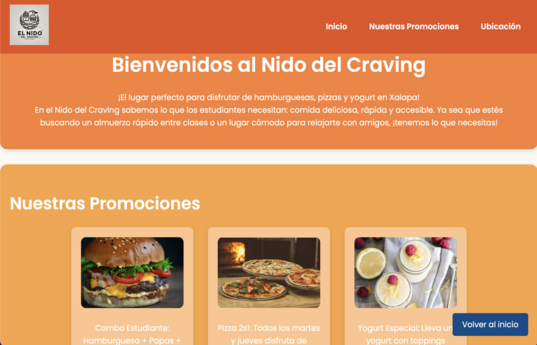 EL NIDO
DEL CRAVING
Inicio
Nuestras Promociones
Ubicación
Bienvenidos al Nido del Craving
¡El lugar perfecto para disfrutar de hamburguesas, pizzas y yogurt en Xalapa!
En el Nido del Craving sabemos lo que los estudiantes necesitan: comida deliciosa, rápida y accesible. Ya sea que estés
buscando un almuerzo rápido entre clases o un lugar cómodo para relajarte con amigos, ¡tenemos lo que necesitas!
Nuestras Promociones
Combo Estudiante:
Hamburguesa + Papas +
Pizza 2x1: Todos los martes
y jueves disfruta de
Yogurt Especial: Lleva un
yogurt con toppings
Volver al inicio